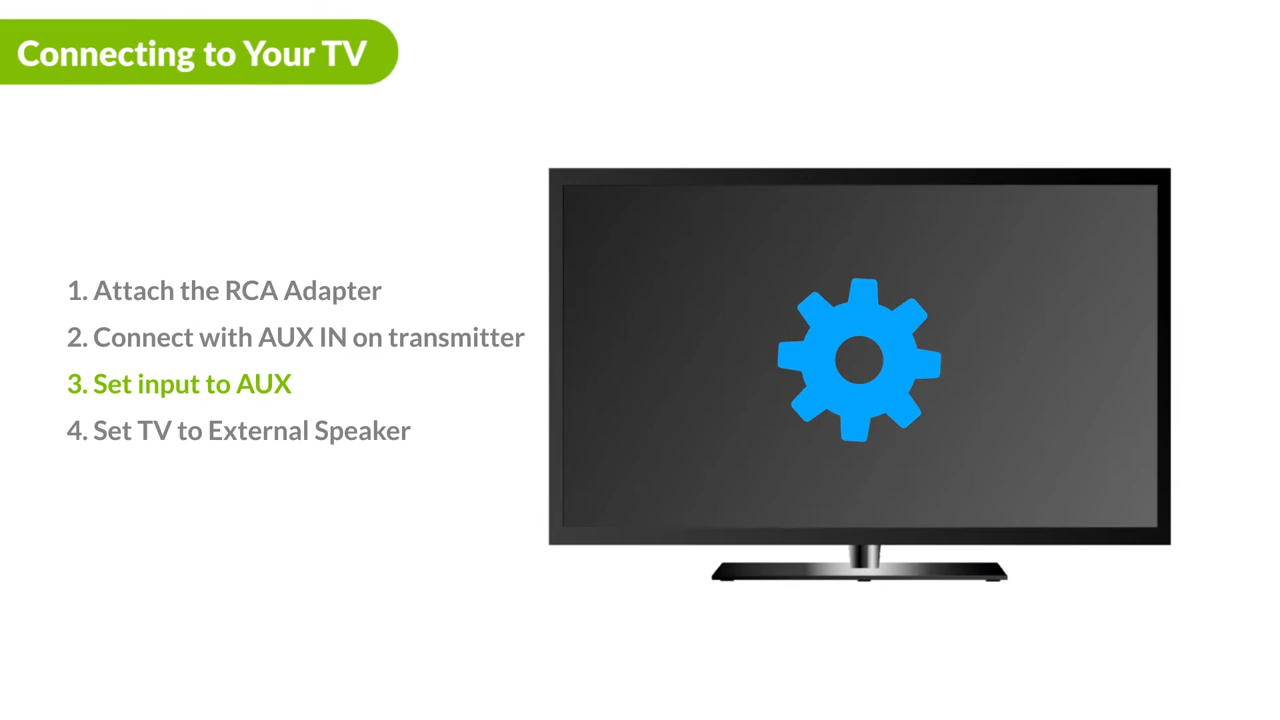 Connecting to Your TV
1. Attach the RCA Adapter
2. Connect with AUX IN on transmitter
3. Set input to AUX
4. Set TV to External Speaker